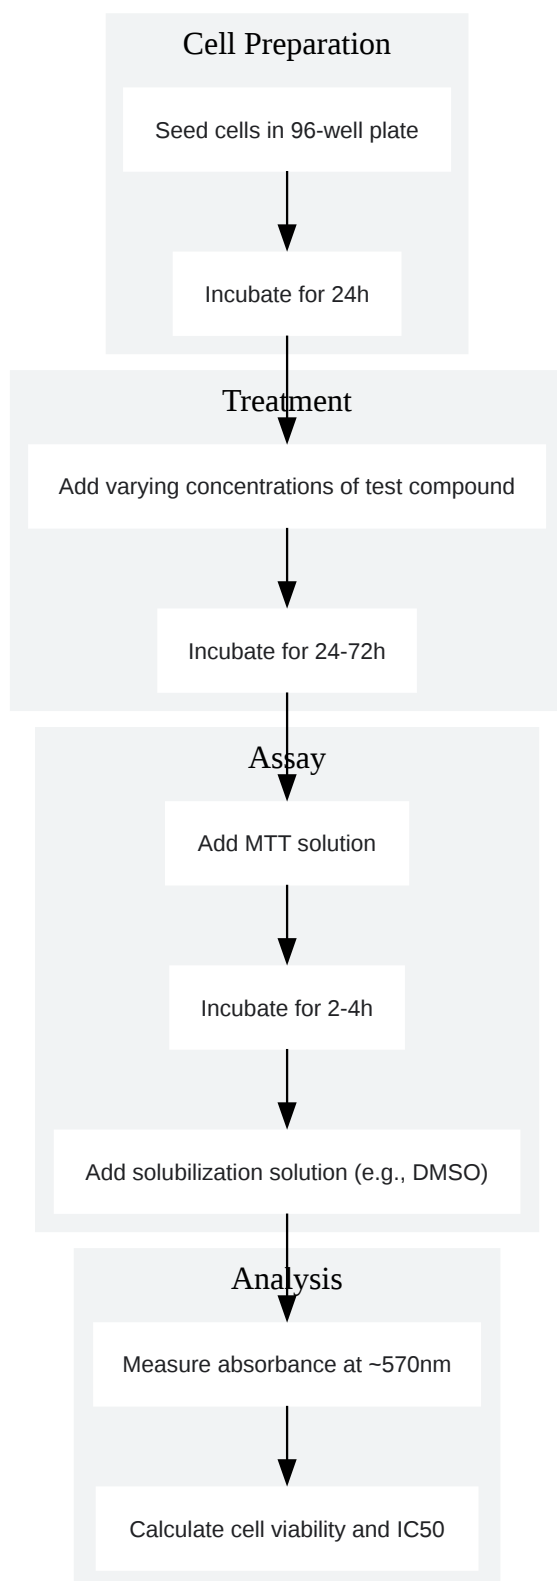 Cell Preparation
Seed cells in 96-well plate
Incubate for 24h
Treatment
Add varying concentrations of test compound
Incubate for 24-72h
Assay
Add MTT solution
Incubate for 2-4h
Add solubilization solution (e.g., DMSO)
Analysis
Measure absorbance at ~570nm
Calculate cell viability and IC50